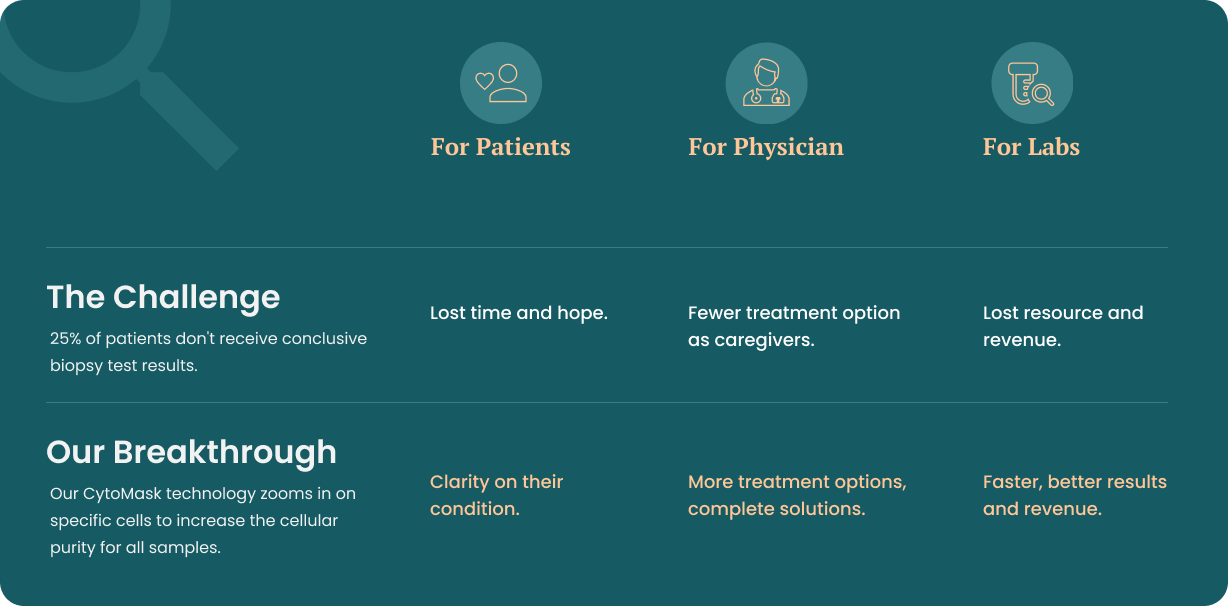 For Patients
For Physician
For Labs
The Challenge
25% of patients don't receive conclusive
biopsy test results.
Lost time and hope.
Fewer treatment option
as caregivers.
Lost resource and
revenue.
Our Breakthrough
Our CytoMask technology zooms in on
specific cells to increase the cellular
purity for all samples.
Clarity on their
condition.
More treatment options,
complete solutions.
Faster, better results
and revenue.